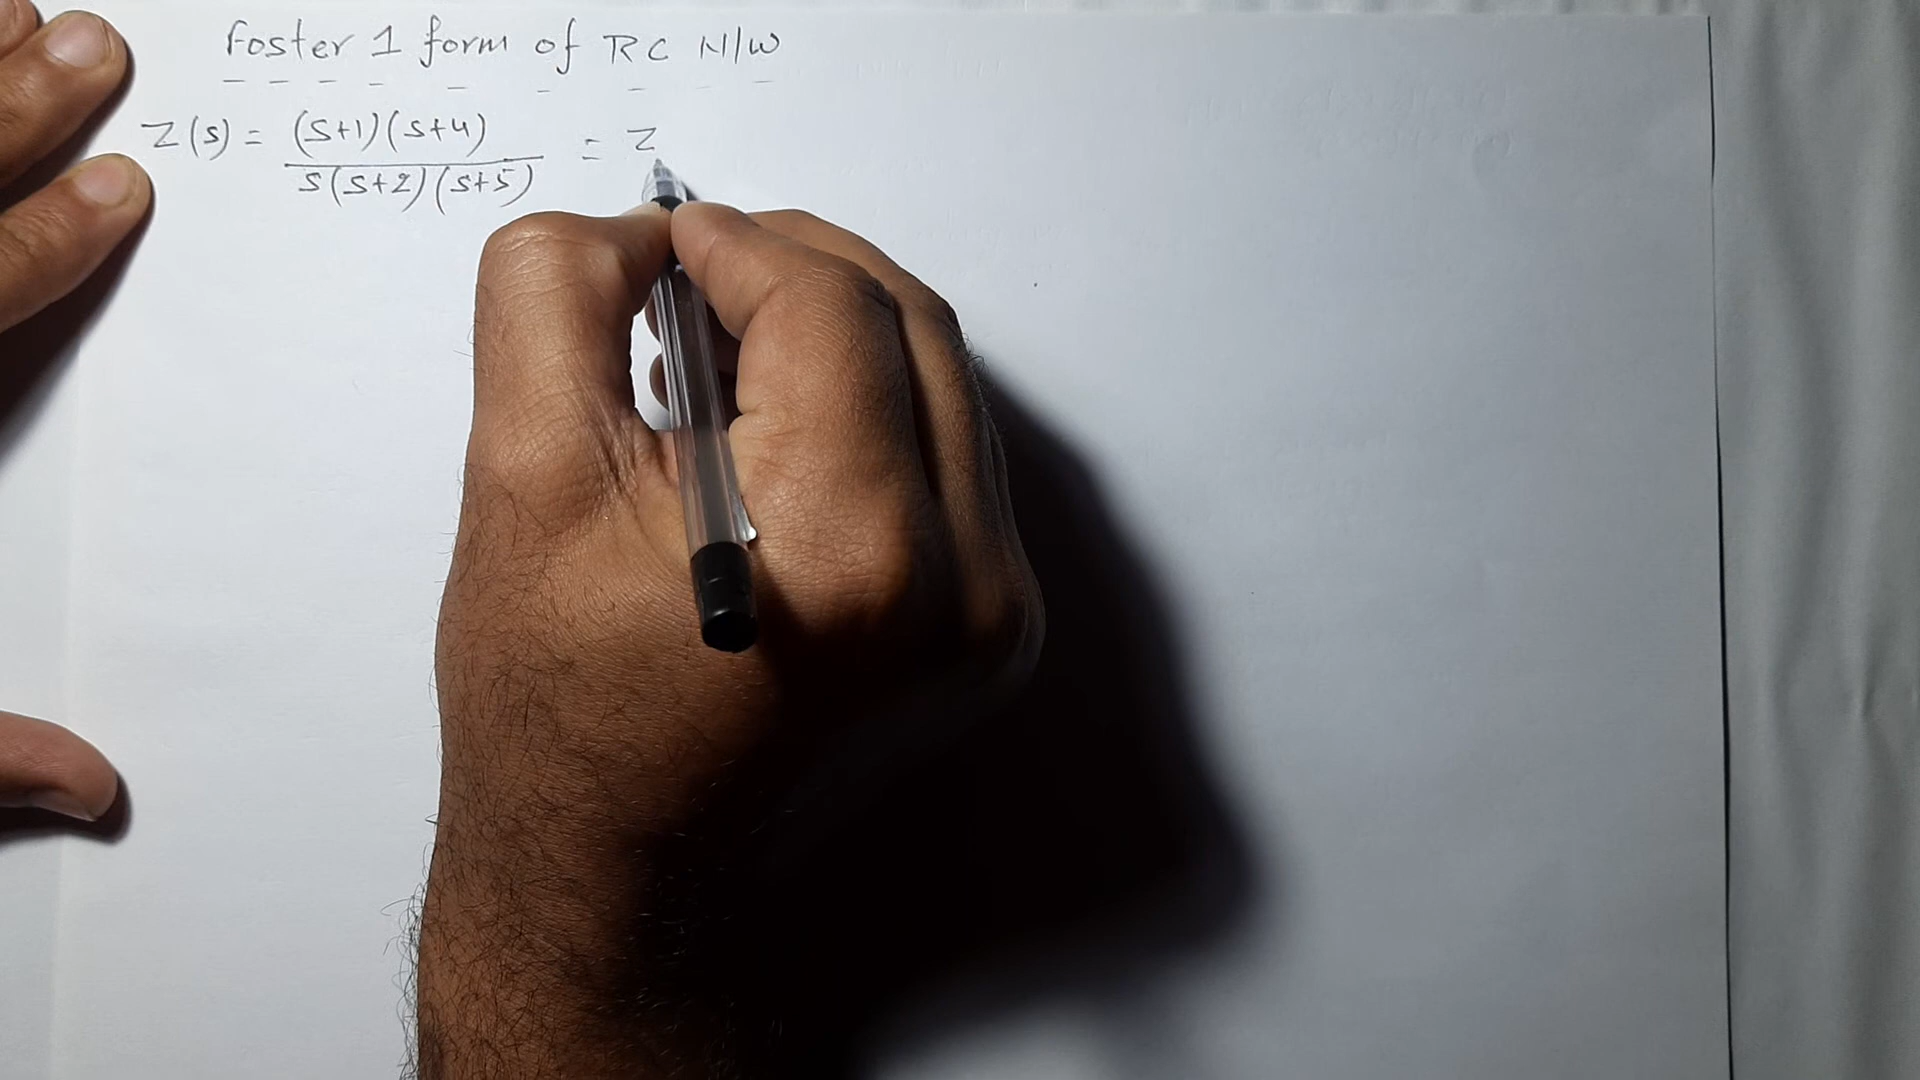 Foster 1 form of RC N/W
Z(s) = (s+1)(s+4) / s(s+2)(s+5) = Z